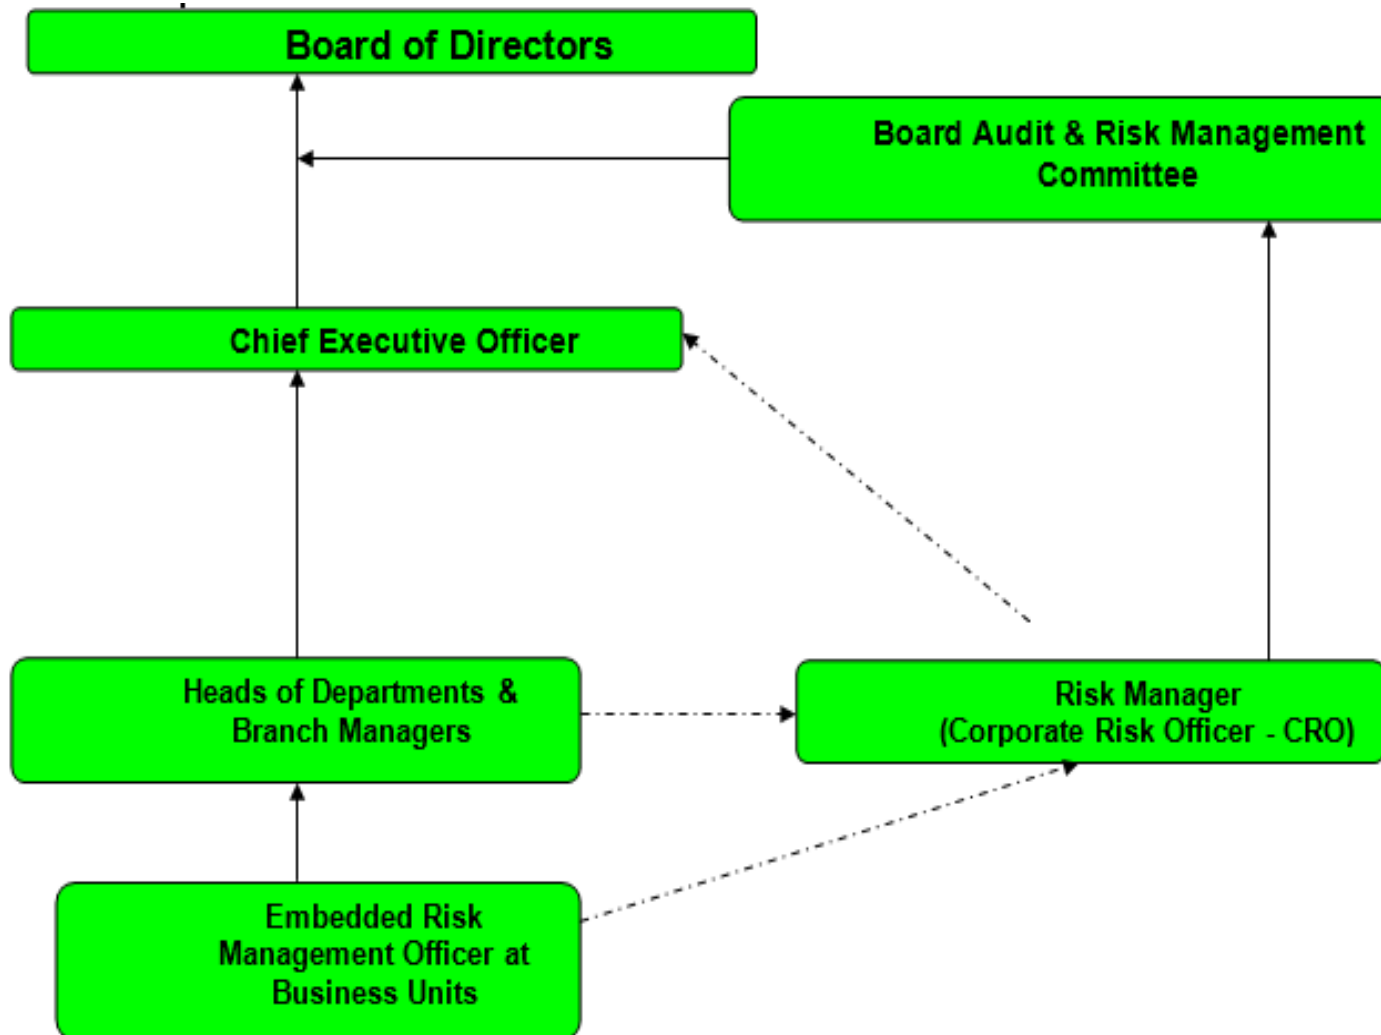 Board of Directors
Board Audit & Risk Management
Committee
Chief Executive Officer
Heads of Departments &
Branch Managers
Risk Manager
(Corporate Risk Officer - CRO)
Embedded Risk
Management Officer at
Business Units